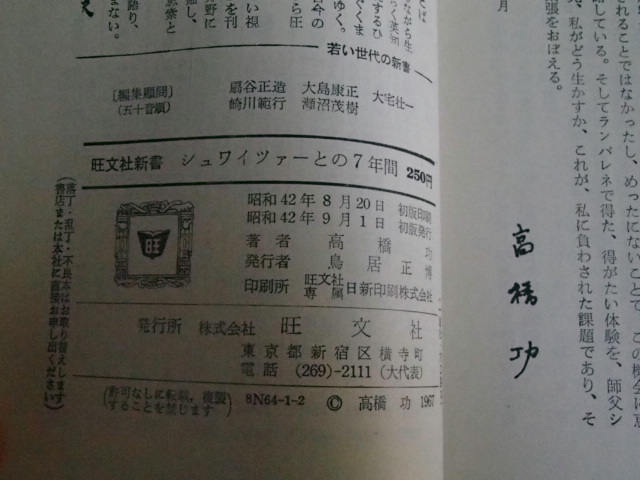 月
されることではなかったし、めったにないことで
している。そしてランバレネで得た、得がたい体験を、師父シ
私がどう生かすか、これが、私に負わされた課題であり、そ
張をおぼえる。
高橋功
若い世代の新書
[編集顧問]
(五十音順)
扇谷正造 大島康正 大宅壮一
崎川範行 瀬沼茂樹
旺文社新書 シュワイツァーとの7年間 250円
昭和42年8月20日 初版印刷
昭和42年9月1日 初版発行
著者 高橋功
発行者 鳥居正博
印刷所 旺文社専属 日新印刷株式会社
発行所 株式会社 旺文社
東京都新宿区横寺町
電話 (269)-2111 (大代表)
(許可なしに転載,複製
することを禁じます)
8N64-1-2 © 高橋 功 1967
旺
(落丁・乱丁・不良本はお取り替えします
書店または本社に直接お申し出ください)